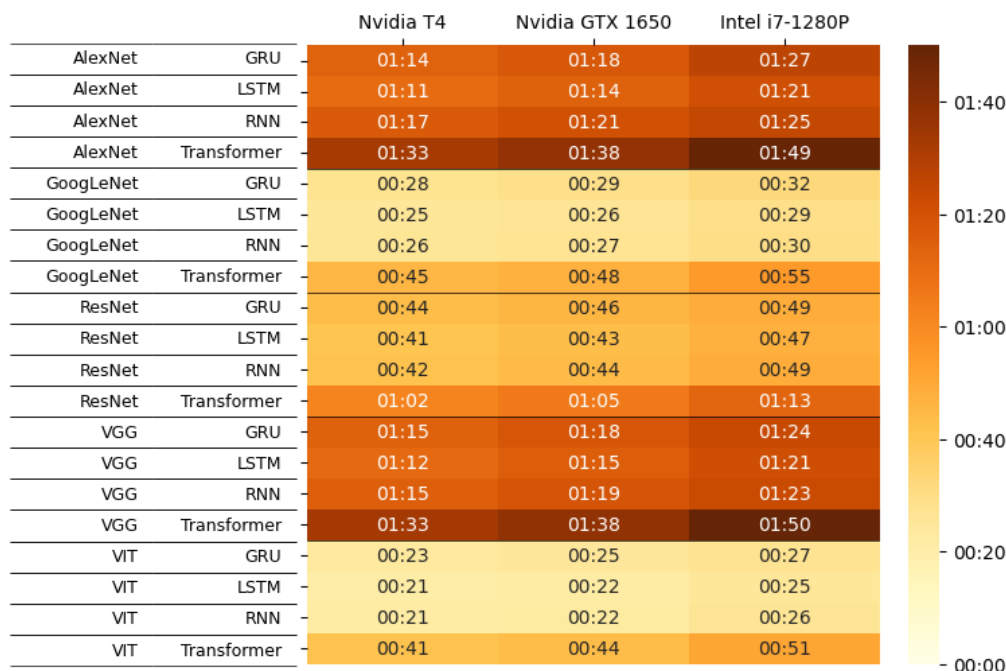 Nvidia T4 Nvidia GTX 1650 Intel i7-1280P
AlexNet GRU 01:14 01:18 01:27
AlexNet LSTM 01:11 01:14 01:21
AlexNet RNN 01:17 01:21 01:25
AlexNet Transformer 01:33 01:38 01:49
GoogLeNet GRU 00:28 00:29 00:32
GoogLeNet LSTM 00:25 00:26 00:29
GoogLeNet RNN 00:26 00:27 00:30
GoogLeNet Transformer 00:45 00:48 00:55
ResNet GRU 00:44 00:46 00:49
ResNet LSTM 00:41 00:43 00:47
ResNet RNN 00:42 00:44 00:49
ResNet Transformer 01:02 01:05 01:13
VGG GRU 01:15 01:18 01:24
VGG LSTM 01:12 01:15 01:21
VGG RNN 01:15 01:19 01:23
VGG Transformer 01:33 01:38 01:50
VIT GRU 00:23 00:25 00:27
VIT LSTM 00:21 00:22 00:25
VIT RNN 00:21 00:22 00:26
VIT Transformer 00:41 00:44 00:51
01:40
01:20
01:00
00:40
00:20
00:00